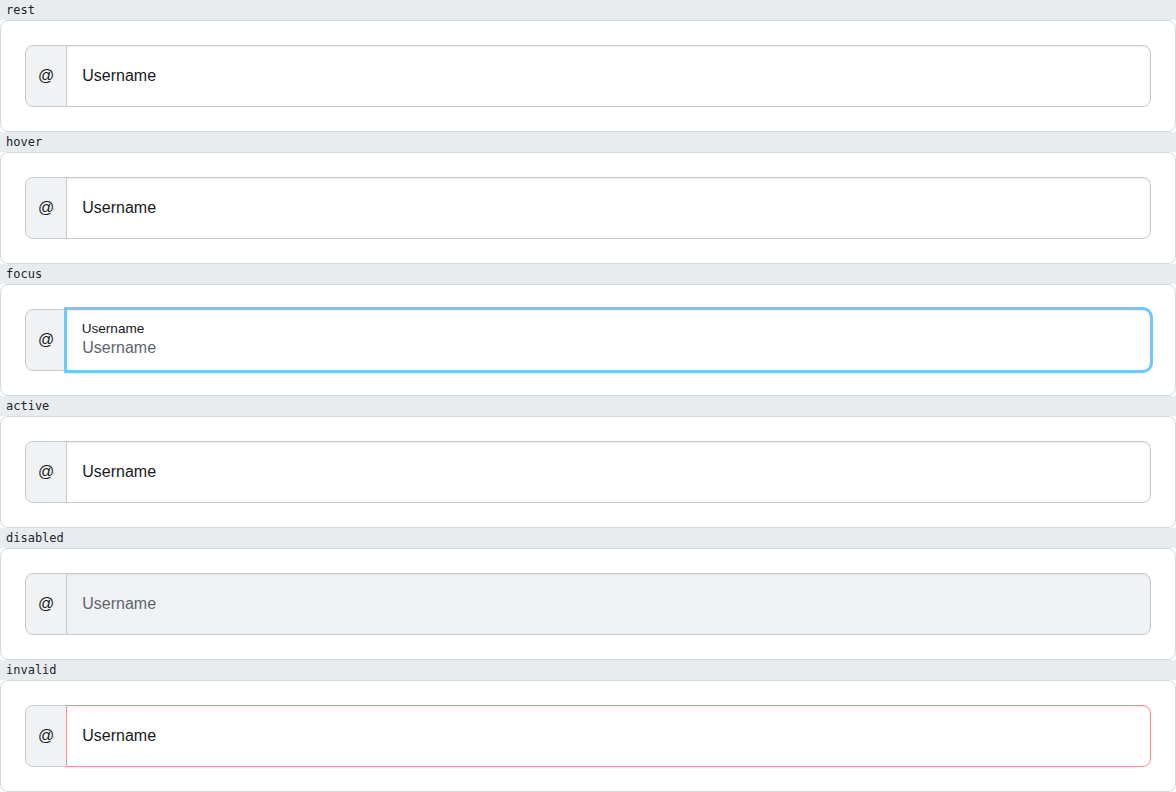 rest
@ Username
hover
@ Username
focus
Username
@ Username
active
@ Username
disabled
@ Username
invalid
@ Username